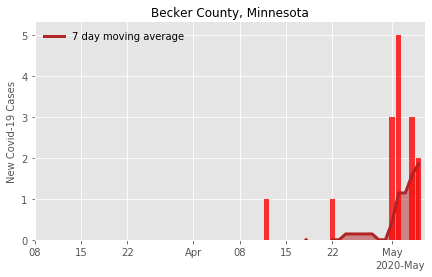 Becker County, Minnesota
7 day moving average
New Covid-19 Cases
5
4
3
2
1
0
08 15 22 Apr 08 15 22 May
2020-May